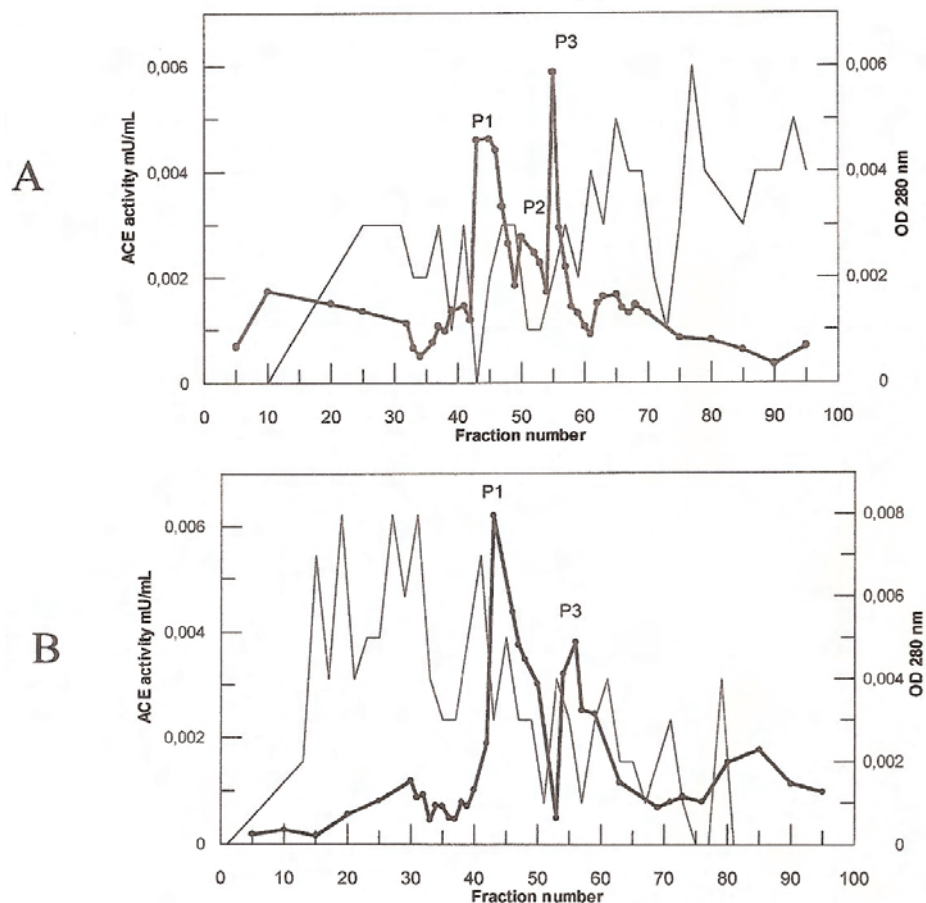 A
ACE activity mU/mL
0,006
0,004
0,002
0
P1
P2
P3
0,006
0,004
0,002
0
OD 280 nm
0 10 20 30 40 50 60 70 80 90 100
Fraction number
B
ACE activity mU/mL
0,006
0,004
0,002
0
P1
P3
0,008
0,006
0,004
0,002
0
OD 280 nm
0 10 20 30 40 50 60 70 80 90 100
Fraction number